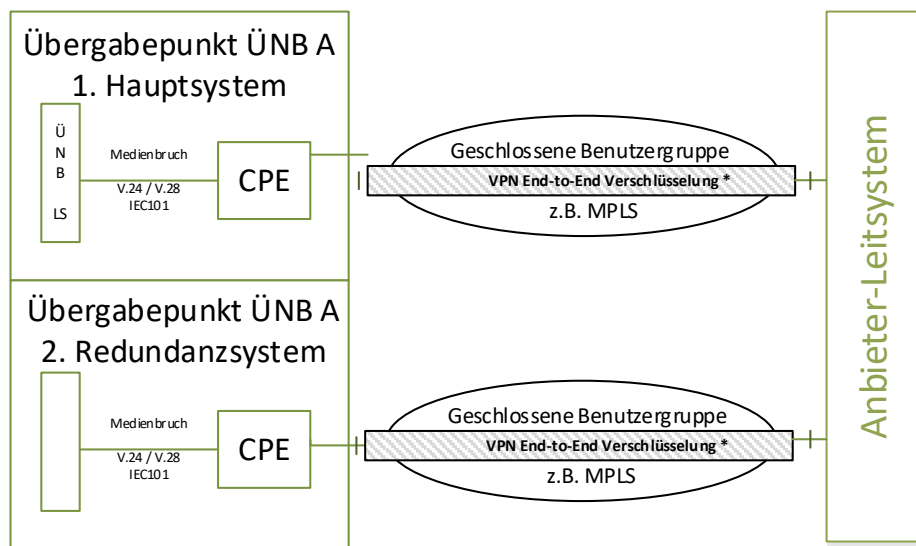 Übergabepunkt ÜNB A
1. Hauptsystem
Ü
N
B
LS
Medienbruch
V.24 / V.28
IEC101
CPE
Geschlossene Benutzergruppe
VPN End-to-End Verschlüsselung *
z.B. MPLS
Übergabepunkt ÜNB A
2. Redundanzsystem
Medienbruch
V.24 / V.28
IEC101
CPE
Geschlossene Benutzergruppe
VPN End-to-End Verschlüsselung *
z.B. MPLS
Anbieter-Leitsystem